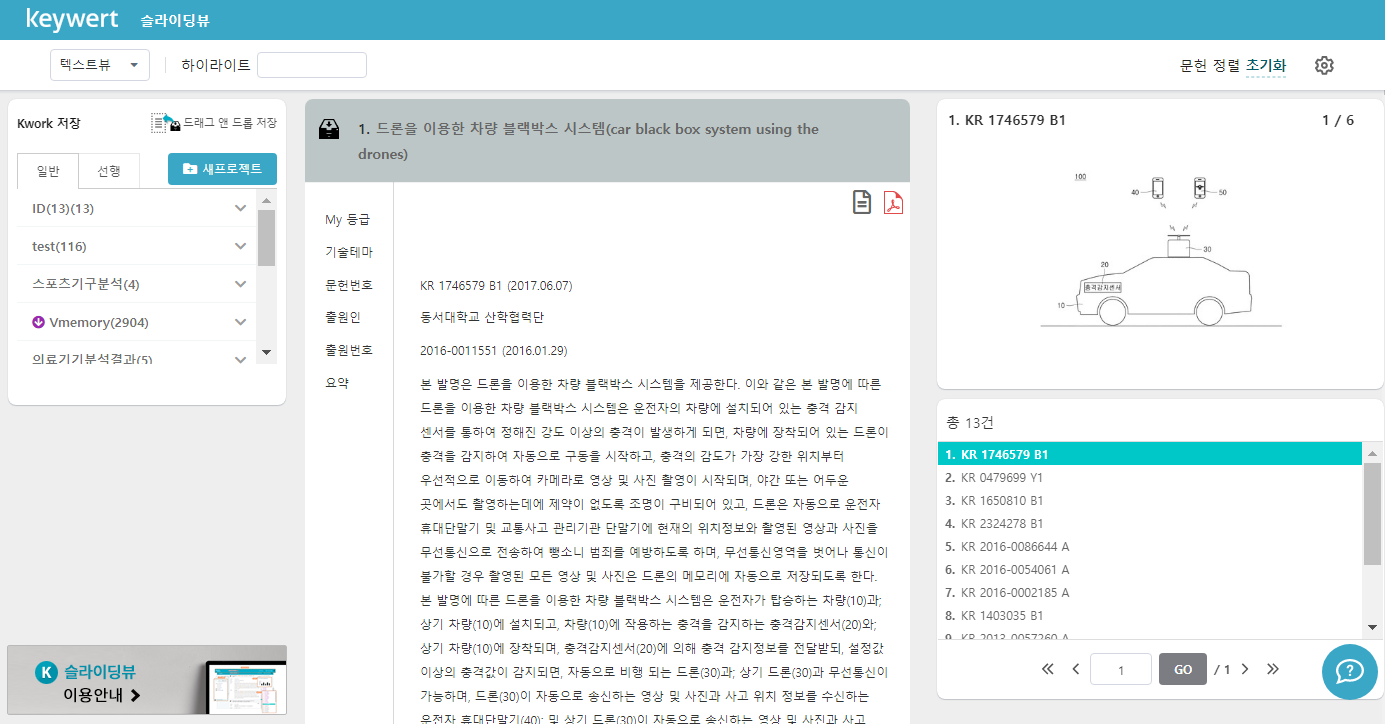 keywert 슬라이딩뷰
텍스트뷰 하이라이트 문헌 정렬 초기화
Kwork 저장 드래그 앤 드롭 저장
일반 선행 새프로젝트
ID(13)(13)
test(116)
스포츠기구분석(4)
Vmemory(2904)
의료기기분석결과(5)
K 슬라이딩뷰
이용안내
1. 드론을 이용한 차량 블랙박스 시스템(car black box system using the
drones)
My 등급
기술테마
문헌번호 KR 1746579 B1 (2017.06.07)
출원인 동서대학교 산학협력단
출원번호 2016-0011551 (2016.01.29)
요약 본 발명은 드론을 이용한 차량 블랙박스 시스템을 제공한다. 이와 같은 본 발명에 따른
드론을 이용한 차량 블랙박스 시스템은 운전자의 차량에 설치되어 있는 충격 감지
센서를 통하여 정해진 강도 이상의 충격이 발생하게 되면, 차량에 장착되어 있는 드론이
충격을 감지하여 자동으로 구동을 시작하고, 충격의 감도가 가장 강한 위치부터
우선적으로 이동하여 카메라로 영상 및 사진 촬영이 시작되며, 야간 또는 어두운
곳에서도 촬영하는데에 제약이 없도록 조명이 구비되어 있고, 드론은 자동으로 운전자
휴대단말기 및 교통사고 관리기관 단말기에 현재의 위치정보와 촬영된 영상과 사진을
무선통신으로 전송하여 뺑소니 범죄를 예방하도록 하며, 무선통신영역을 벗어나 통신이
불가할 경우 촬영된 모든 영상 및 사진은 드론의 메모리에 자동으로 저장되도록 한다.
본 발명에 따른 드론을 이용한 차량 블랙박스 시스템은 운전자가 탑승하는 차량(10)과;
상기 차량(10)에 설치되고, 차량(10)에 작용하는 충격을 감지하는 충격감지센서(20)와;
상기 차량(10)에 장착되며, 충격감지센서(20)에 의해 충격 감지정보를 전달받되, 설정값
이상의 충격값이 감지되면, 자동으로 비행 되는 드론(30)과; 상기 드론(30)과 무선통신이
가능하며, 드론(30)이 자동으로 송신하는 영상 및 사진과 사고 위치 정보를 수신하는
운전자 휴대단말기(40); 및 상기 드론(30)이 자동으로 송신하는 영상 및 사진과 사고
1. KR 1746579 B1 1 / 6
100
40 50
30
20
충격감지센서
10
총 13건
1. KR 1746579 B1
2. KR 0479699 Y1
3. KR 1650810 B1
4. KR 2324278 B1
5. KR 2016-0086644 A
6. KR 2016-0054061 A
7. KR 2016-0002185 A
8. KR 1403035 B1
9. KR 2013-0057260 A
1 GO / 1